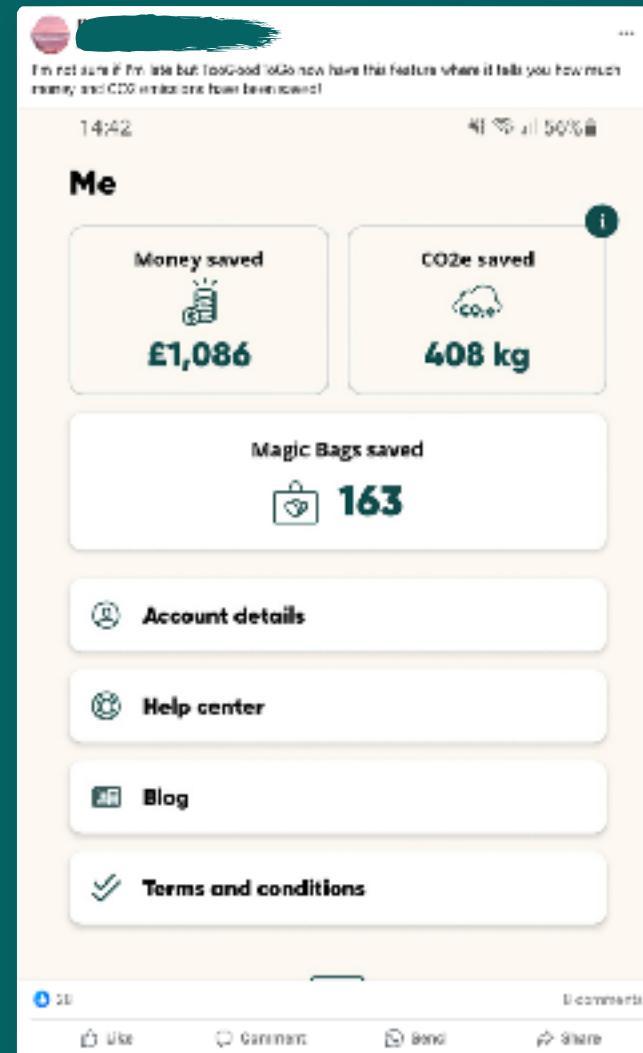 I'm not sure if I'm late but TooGood ToGo now have this feature where it tells you how much
money and CO2 emissions have been saved!
14:42
56%
Me
i
Money saved
CO2e saved
CO₂e
£1,086
408 kg
Magic Bags saved
163
Account details
Help center
Blog
Terms and conditions
comments
Like
Comment
Send
Share